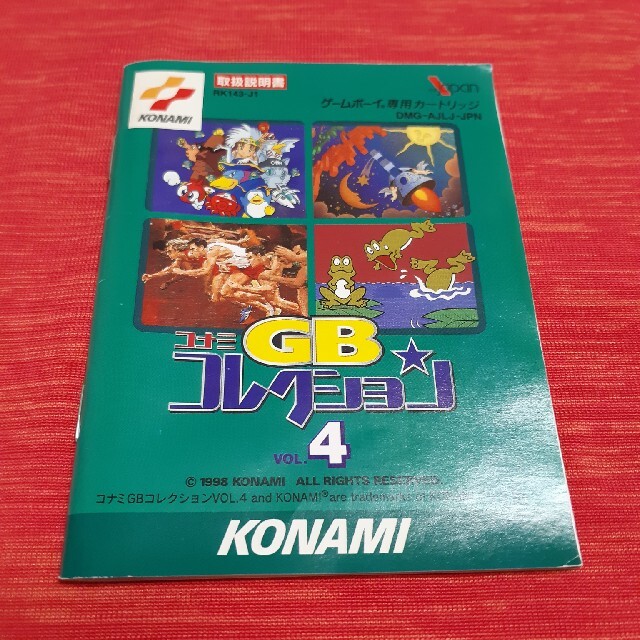 KONAMI
取扱説明書
RK143-J1
ゲームボーイ®専用カートリッジ
DMG-AJLJ-JPN
コナミ
GB
コレクション
VOL.4
© 1998 KONAMI ALL RIGHTS RESERVED.
コナミGBコレクションVOL.4 and KONAMI® are trademarks of
KONAMI